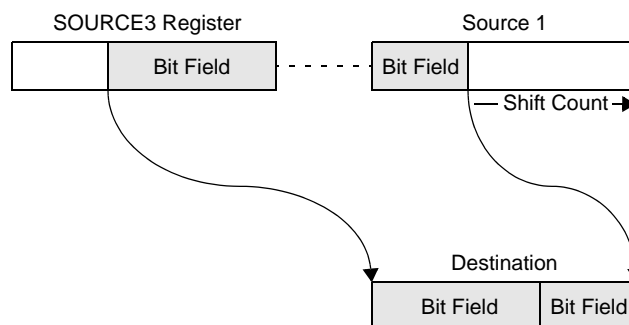 SOURCE3 Register
Source 1
Bit Field
Bit Field
Shift Count
Destination
Bit Field
Bit Field